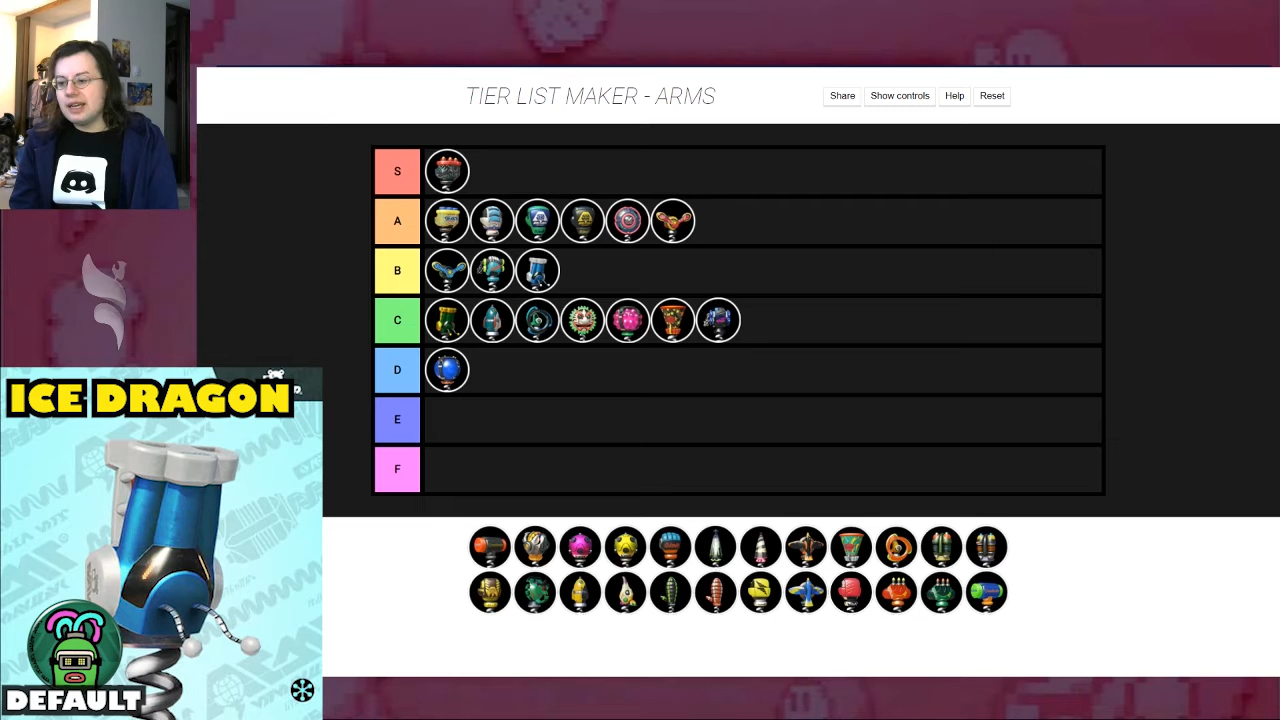 TIER LIST MAKER - ARMS
Share
Show controls
Help
Reset
S
A
B
C
D
E
F
ICE DRAGON
DEFAULT